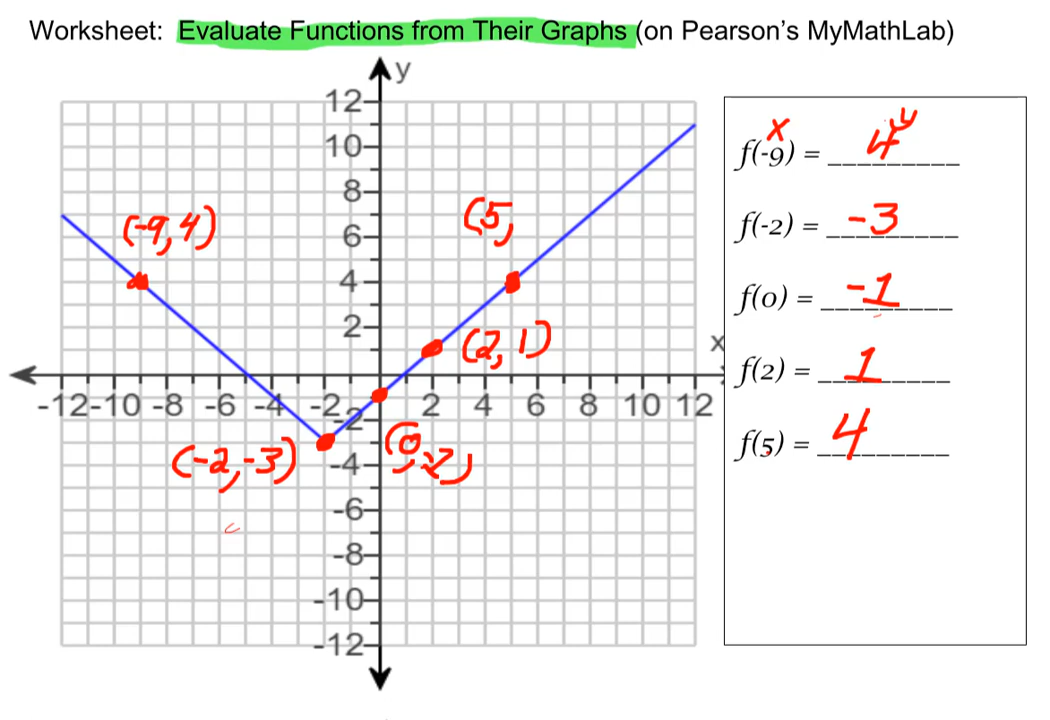 Worksheet: Evaluate Functions from Their Graphs (on Pearson's MyMathLab)
y
12
10
8
6
4
2
x
-12 -10 -8 -6 -4 -2 2 4 6 8 10 12
-2
-4
-6
-8
-10
-12
(-9,4)
(5,
(2,1)
(-2,-3)
x y
f(-9) = 4
f(-2) = -3
f(0) = -1
f(2) = 1
f(5) = 4